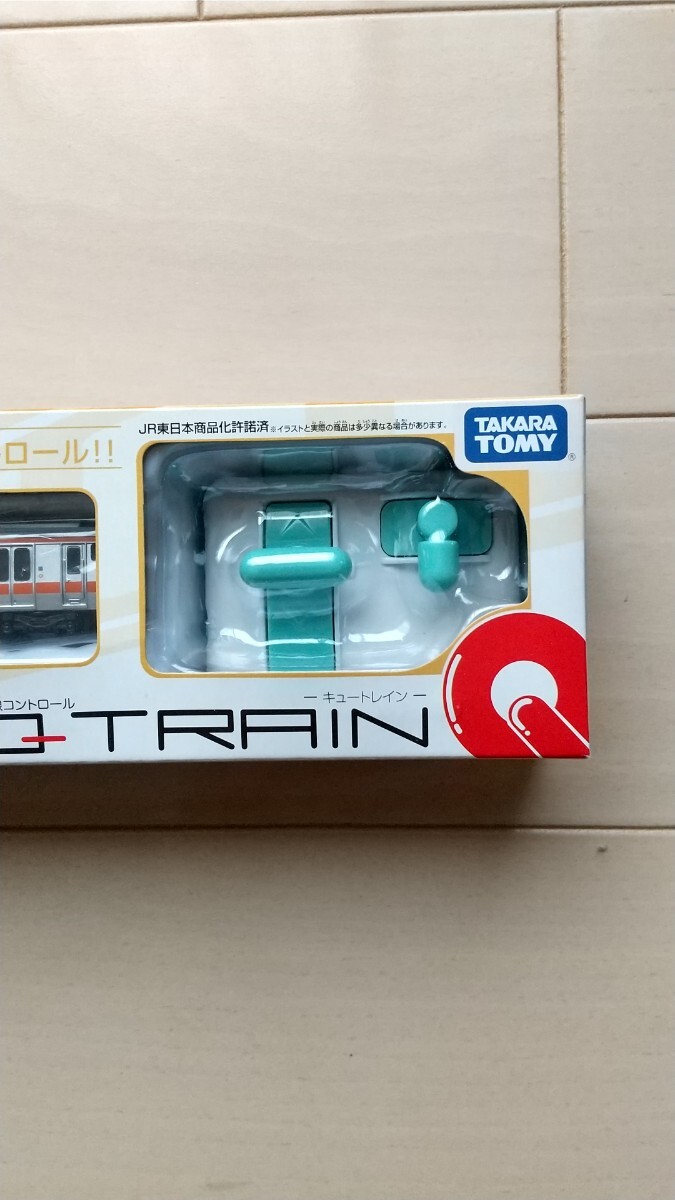 ロール!!
JR東日本商品化許諾済 ※イラストと実際の商品は多少異なる場合があります。
TAKARA
TOMY
®
コントロール
― キュートレイン ―
Q-TRAIN